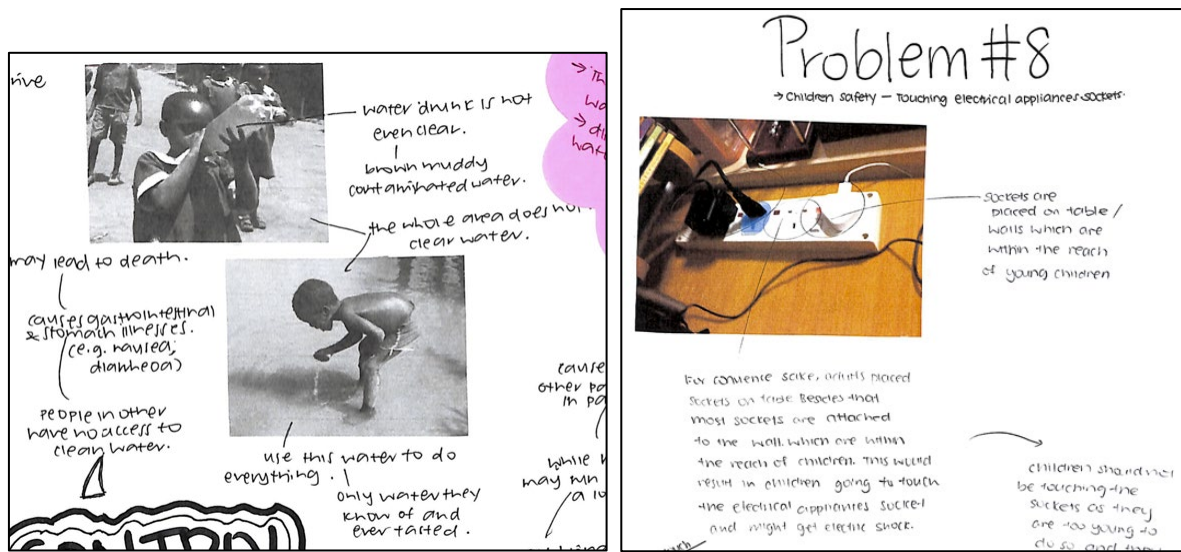 rive
water drunk is not
even clear.
brown muddy
contaminated water.
the whole area does not
clear water.
may lead to death.
causes gastrointestinal
& stomach illnesses.
(e.g. nausea,
diarrhoea)
people in other
have no access to
clean water.
use this water to do
everything.
only water they
know of and
ever tasted.
cause
other pa
in pa
while
may run
a lo
CONTROL
→ Th
wa
→ di
wat
Problem #8
→ Children safety – Touching electrical appliances sockets.
sockets are
placed on table /
walls which are
within the reach
of young children
For convience sake, adults placed
sockets on table. Besides that
most sockets are attached
to the wall. which are within
the reach of children. This would
result in children going to touch
the electrical appliances socket
and might get electric shock.
children should not
be touching the
sockets as they
are too young to
do so and